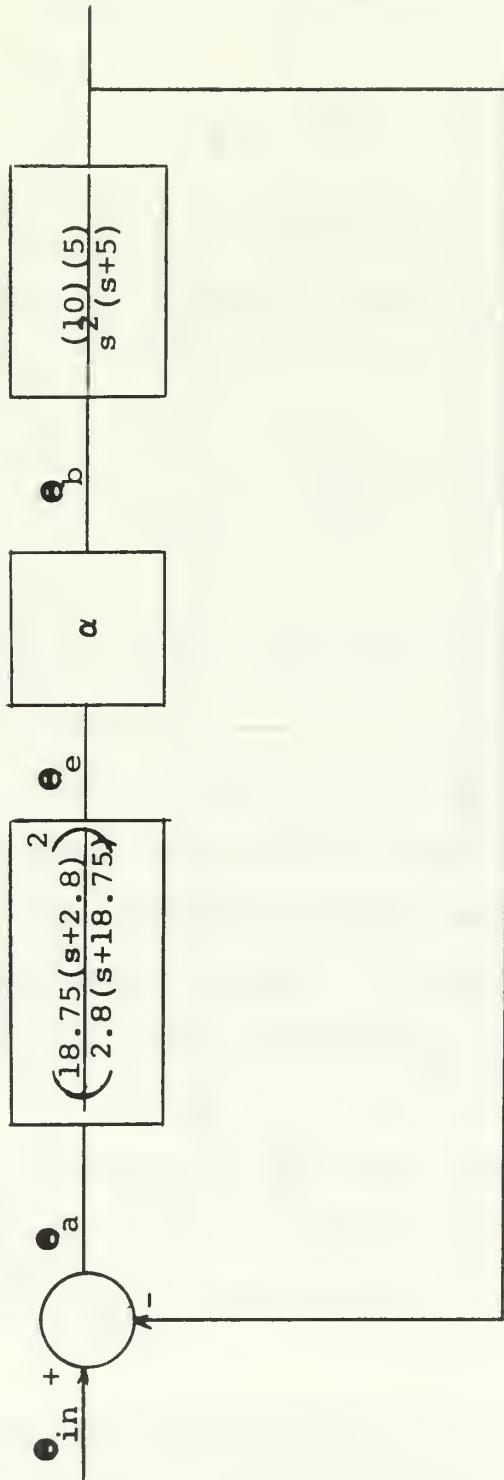 θin
+
-
θa
(18.75(s+2.8)
2.8(s+18.75))²
θe
α
θb
(10)(5)
s²(s+5)